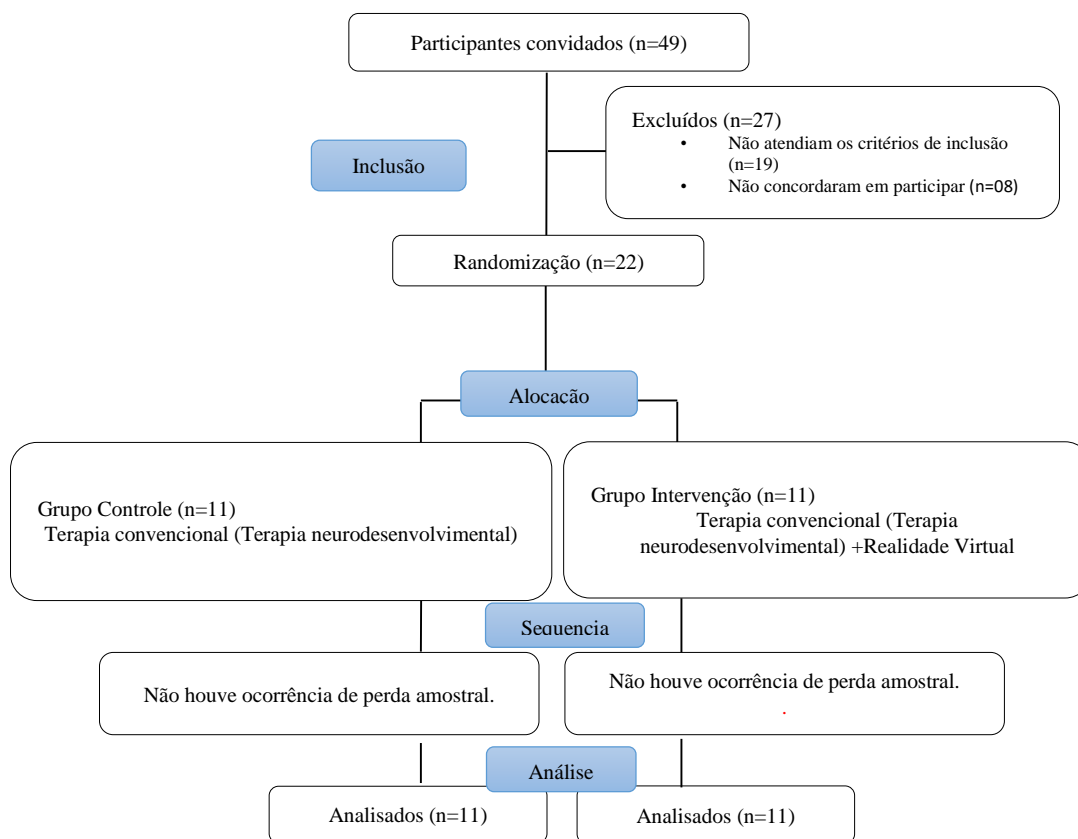 Participantes convidados (n=49)
Excluídos (n=27)
• Não atendiam os critérios de inclusão
(n=19)
• Não concordaram em participar (n=08)
Inclusão
Randomização (n=22)
Alocação
Grupo Controle (n=11)
Terapia convencional (Terapia neurodesenvolvimental)
Grupo Intervenção (n=11)
Terapia convencional (Terapia
neurodesenvolvimental) +Realidade Virtual
Sequencia
Não houve ocorrência de perda amostral.
Não houve ocorrência de perda amostral.
.
Análise
Analisados (n=11)
Analisados (n=11)